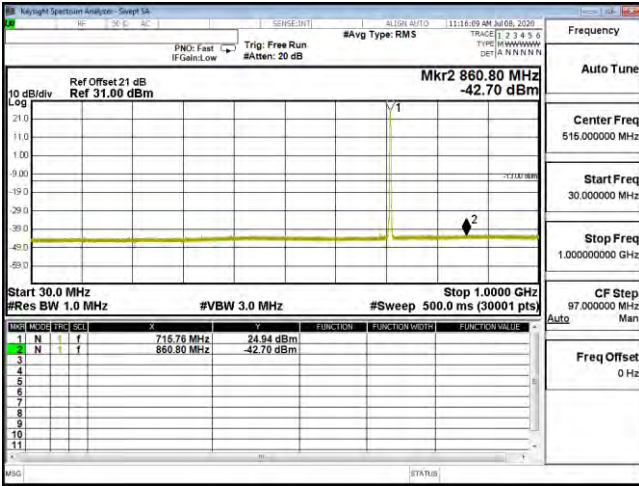 Keysight Spectrum Analyzer - Swept SA
RF 50 Ω AC SENSE:INT ALIGN AUTO 11:16:09 AM Jul 08, 2020
#Avg Type: RMS TRACE 1 2 3 4 5 6
PNO: Fast Trig: Free Run TYPE M WWWWW
IFGain:Low #Atten: 20 dB DET A N N N N N
Frequency
Auto Tune
Ref Offset 21 dB
10 dB/div Ref 31.00 dBm
Mkr2 860.80 MHz
-42.70 dBm
Log
21.0
11.0
1.00
-9.00
-19.0
-29.0
-39.0
-49.0
-59.0
1
-13.00 dBm
2
Center Freq
515.000000 MHz
Start Freq
30.000000 MHz
Stop Freq
1.000000000 GHz
Start 30.0 MHz Stop 1.0000 GHz
#Res BW 1.0 MHz #VBW 3.0 MHz #Sweep 500.0 ms (30001 pts)
CF Step
97.000000 MHz
Auto Man
MKR MODE TRC SCL X Y FUNCTION FUNCTION WIDTH FUNCTION VALUE
1 N 1 f 715.76 MHz 24.94 dBm
2 N 1 f 860.80 MHz -42.70 dBm
3
4
5
6
7
8
9
10
11
Freq Offset
0 Hz
MSG STATUS